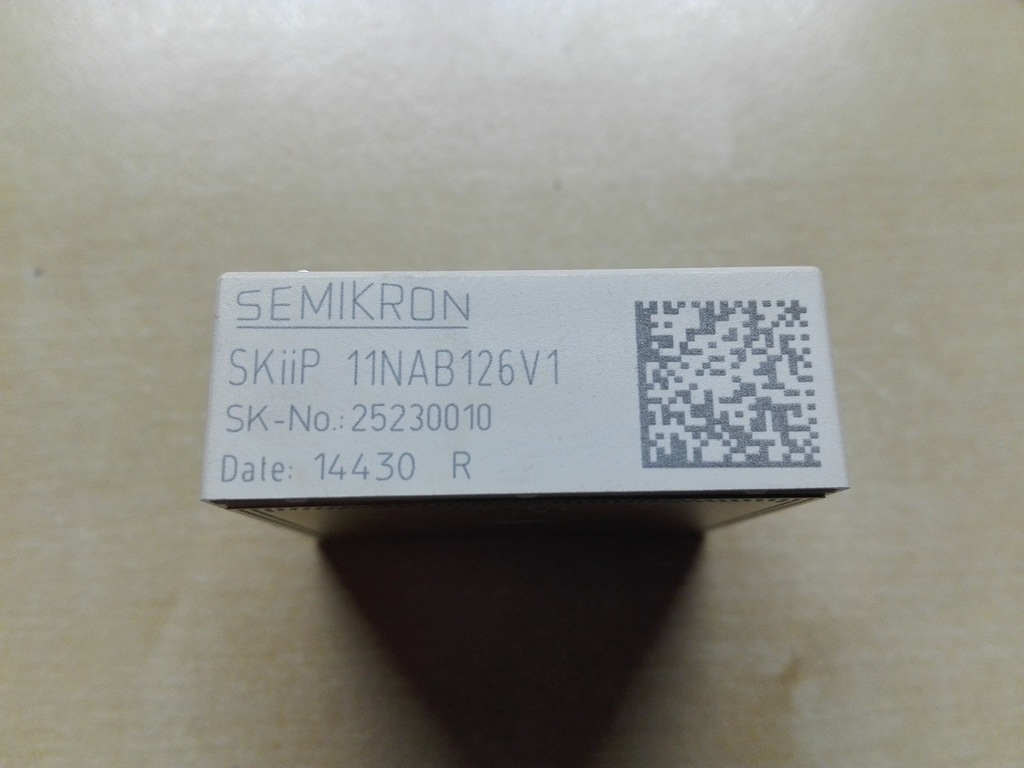 SEMIKRON
SKiiP 11NAB126V1
SK-No.: 25230010
Date: 14430 R